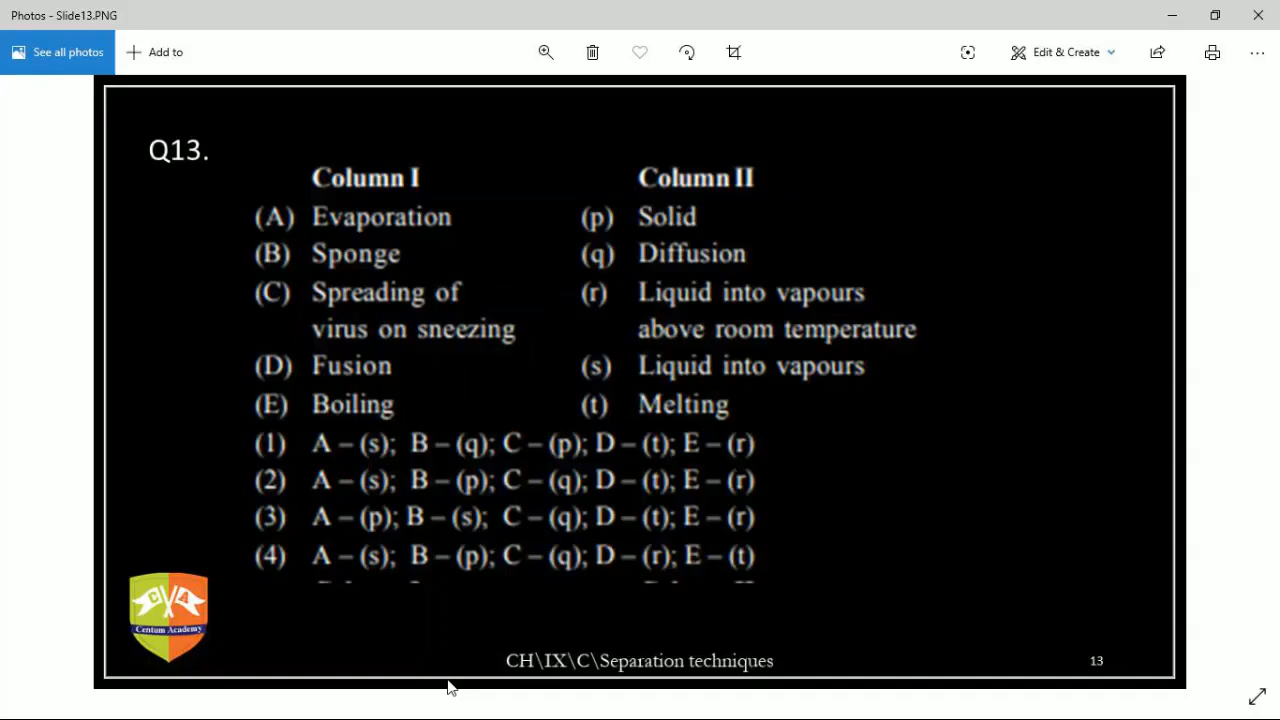 Photos - Slide13.PNG
See all photos
Add to
Edit & Create
Q13.
Column I Column II
(A) Evaporation (p) Solid
(B) Sponge (q) Diffusion
(C) Spreading of (r) Liquid into vapours
virus on sneezing above room temperature
(D) Fusion (s) Liquid into vapours
(E) Boiling (t) Melting
(1) A – (s); B – (q); C – (p); D – (t); E – (r)
(2) A – (s); B – (p); C – (q); D – (t); E – (r)
(3) A – (p); B – (s); C – (q); D – (t); E – (r)
(4) A – (s); B – (p); C – (q); D – (r); E – (t)
C A
Centum Academy
CH\IX\C\Separation techniques
13